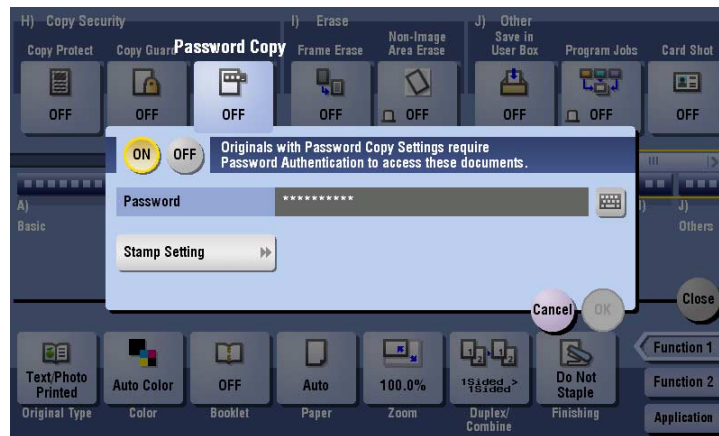 H) Copy Security
I) Erase
J) Other
Copy Protect
Copy Guard
Password Copy
Frame Erase
Non-Image
Area Erase
Save in
User Box
Program Jobs
Card Shot
OFF
OFF
OFF
OFF
OFF
OFF
OFF
OFF
ON
OFF
Originals with Password Copy Settings require
Password Authentication to access these documents.
Password
**********
Stamp Setting
Cancel
OK
A)
Basic
I)
J)
Others
Close
Text/Photo
Printed
Original Type
Auto Color
Color
OFF
Booklet
Auto
Paper
100.0%
Zoom
1Sided >
1Sided
Duplex/
Combine
Do Not
Staple
Finishing
Function 1
Function 2
Application